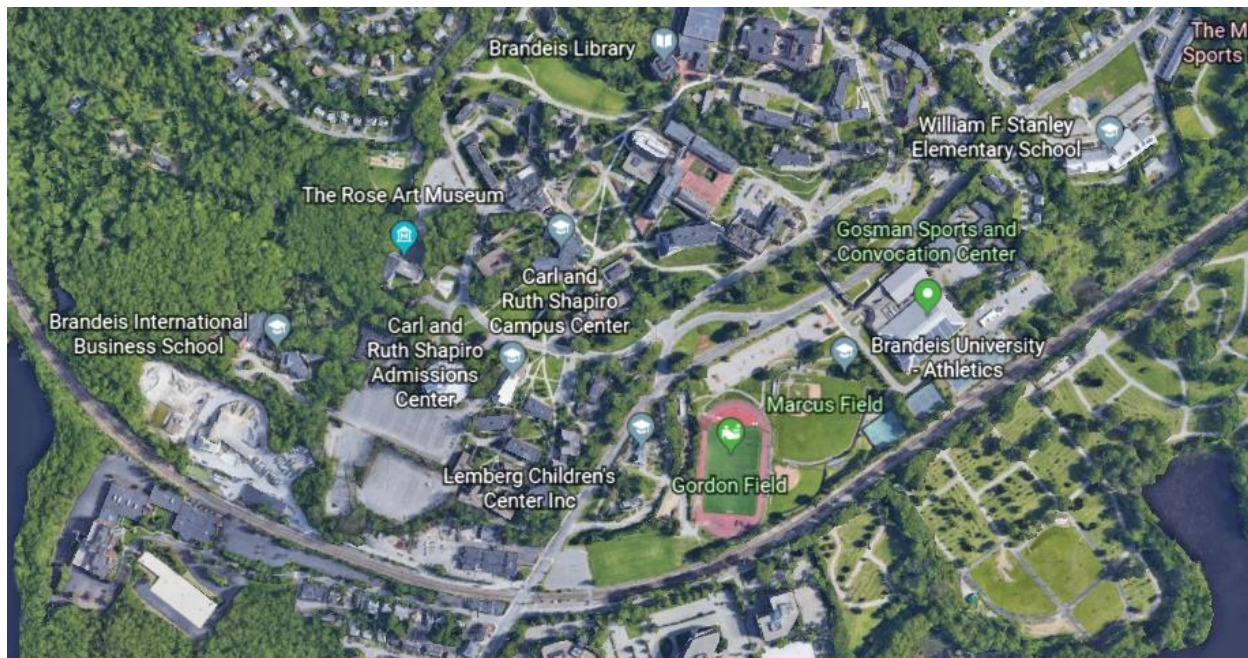 Brandeis Library
The M
Sports
William F Stanley
Elementary School
The Rose Art Museum
Gosman Sports and
Convocation Center
Carl and
Ruth Shapiro
Campus Center
Brandeis International
Business School
Carl and
Ruth Shapiro
Admissions
Center
Brandeis University
- Athletics
Marcus Field
Lemberg Children's
Center Inc
Gordon Field